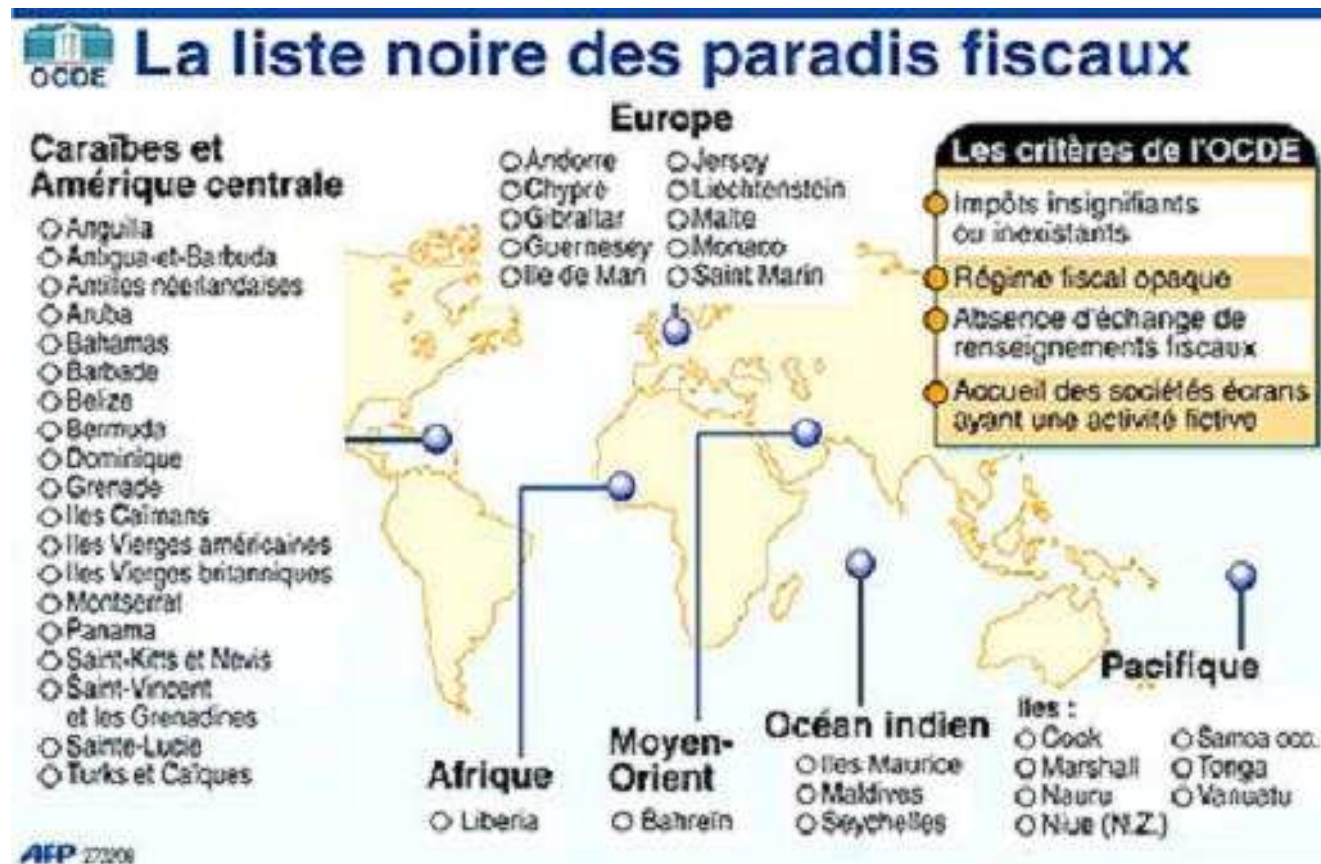 OCDE
La liste noire des paradis fiscaux
Caraïbes et
Amérique centrale
Anguilla
Antigua-et-Barbuda
Antilles néerlandaises
Aruba
Bahamas
Barbade
Belize
Bermuda
Dominique
Grenade
Iles Caïmans
Iles Vierges américaines
Iles Vierges britanniques
Montserrat
Panama
Saint-Kitts et Nevis
Saint-Vincent
et les Grenadines
Sainte-Lucie
Turks et Caïques
Europe
Andorre
Chypre
Gibraltar
Guernesey
Ile de Man
Jersey
Liechtenstein
Malte
Monaco
Saint Marin
Les critères de l'OCDE
Impôts insignifiants
ou inexistants
Régime fiscal opaque
Absence d'échange de
renseignements fiscaux
Accueil des sociétés écrans
ayant une activité fictive
Afrique
Liberia
Moyen-
Orient
Bahreïn
Océan indien
Iles Maurice
Maldives
Seychelles
Pacifique
Iles :
Cook
Marshall
Nauru
Niue (N.Z.)
Samoa occ.
Tonga
Vanuatu
AFP